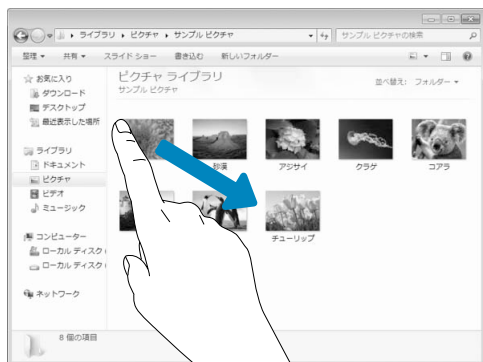 ライブラリ ▸ ピクチャ ▸ サンプル ピクチャ
サンプル ピクチャの検索
整理 共有 スライド ショー 書き込む 新しいフォルダー
お気に入り
ダウンロード
デスクトップ
最近表示した場所
ライブラリ
ドキュメント
ピクチャ
ビデオ
ミュージック
コンピューター
ローカル ディスク
ローカル ディスク
ネットワーク
ピクチャ ライブラリ
サンプル ピクチャ
並べ替え: フォルダー
砂漠
アジサイ
クラゲ
コアラ
チューリップ
8 個の項目